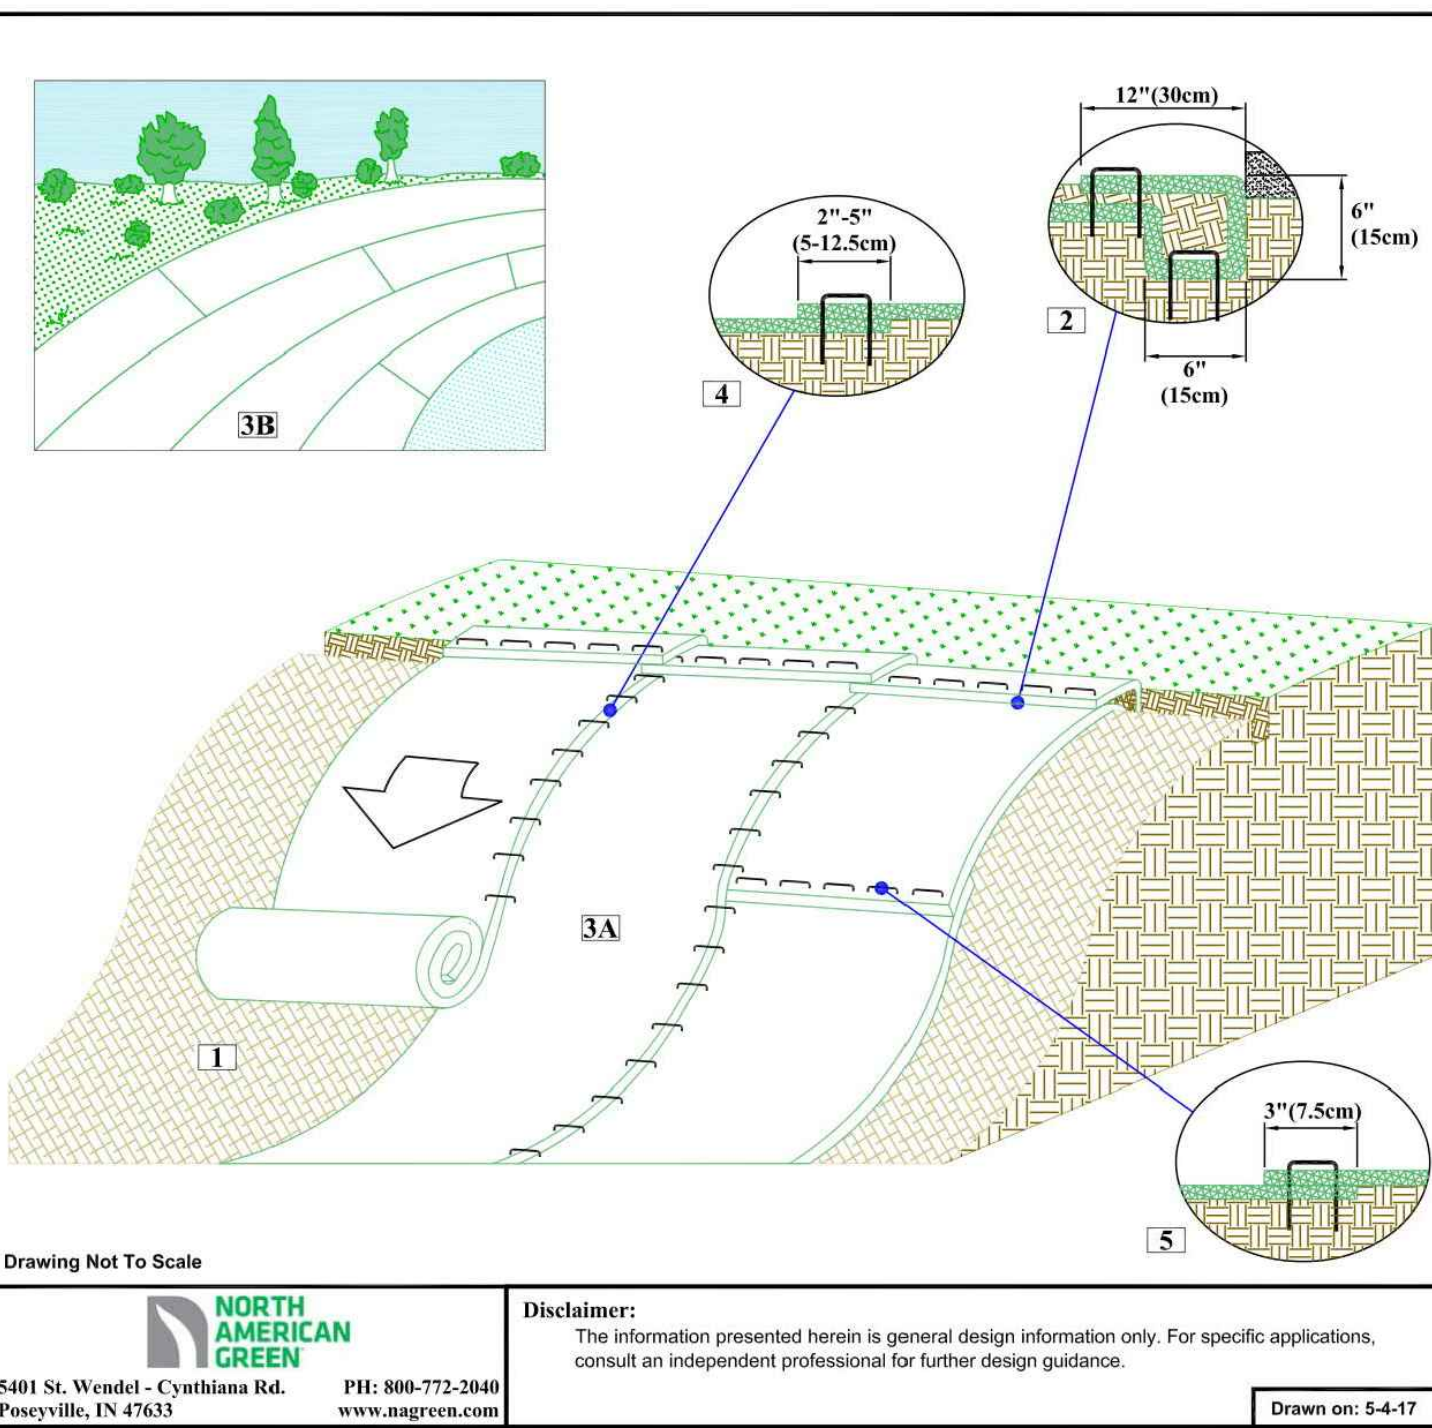 12"(30cm)
6"
(15cm)
2
6"
(15cm)
2"-5"
(5-12.5cm)
4
3B
3A
1
3"(7.5cm)
5
Drawing Not To Scale
NORTH
AMERICAN
GREEN
5401 St. Wendel - Cynthiana Rd.
Poseyville, IN 47633
PH: 800-772-2040
www.nagreen.com
Disclaimer:
The information presented herein is general design information only. For specific applications,
consult an independent professional for further design guidance.
Drawn on: 5-4-17